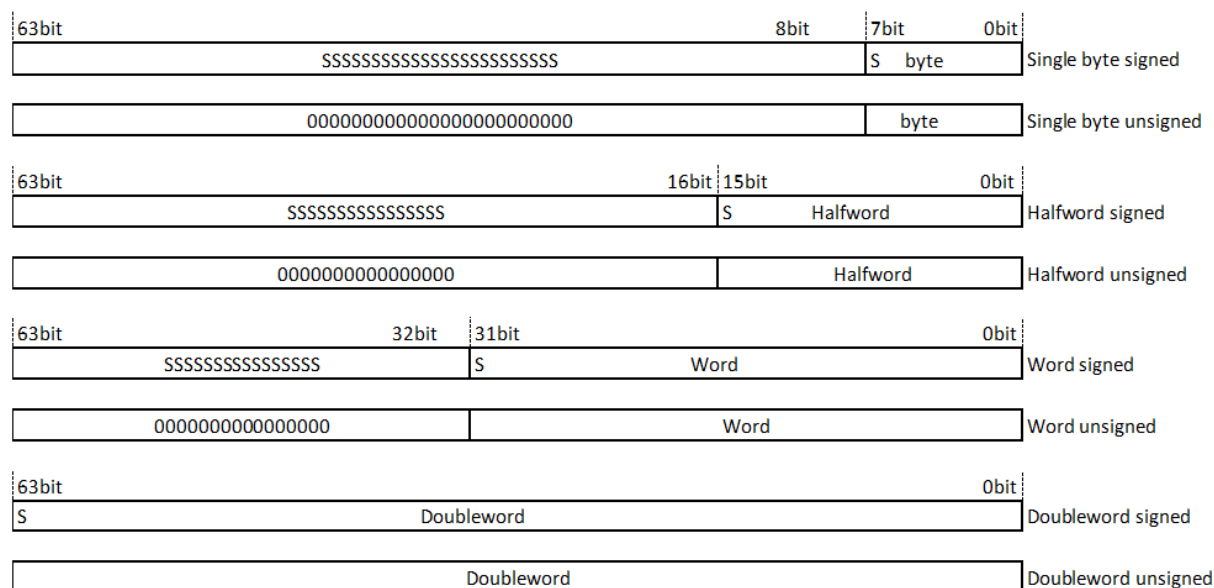 63bit 8bit 7bit 0bit
SSSSSSSSSSSSSSSSSSSSSSSS S byte Single byte signed
000000000000000000000000 byte Single byte unsigned
63bit 16bit 15bit 0bit
SSSSSSSSSSSSSSSS S Halfword Halfword signed
0000000000000000 Halfword Halfword unsigned
63bit 32bit 31bit 0bit
SSSSSSSSSSSSSSSS S Word Word signed
0000000000000000 Word Word unsigned
63bit 0bit
S Doubleword Doubleword signed
Doubleword Doubleword unsigned